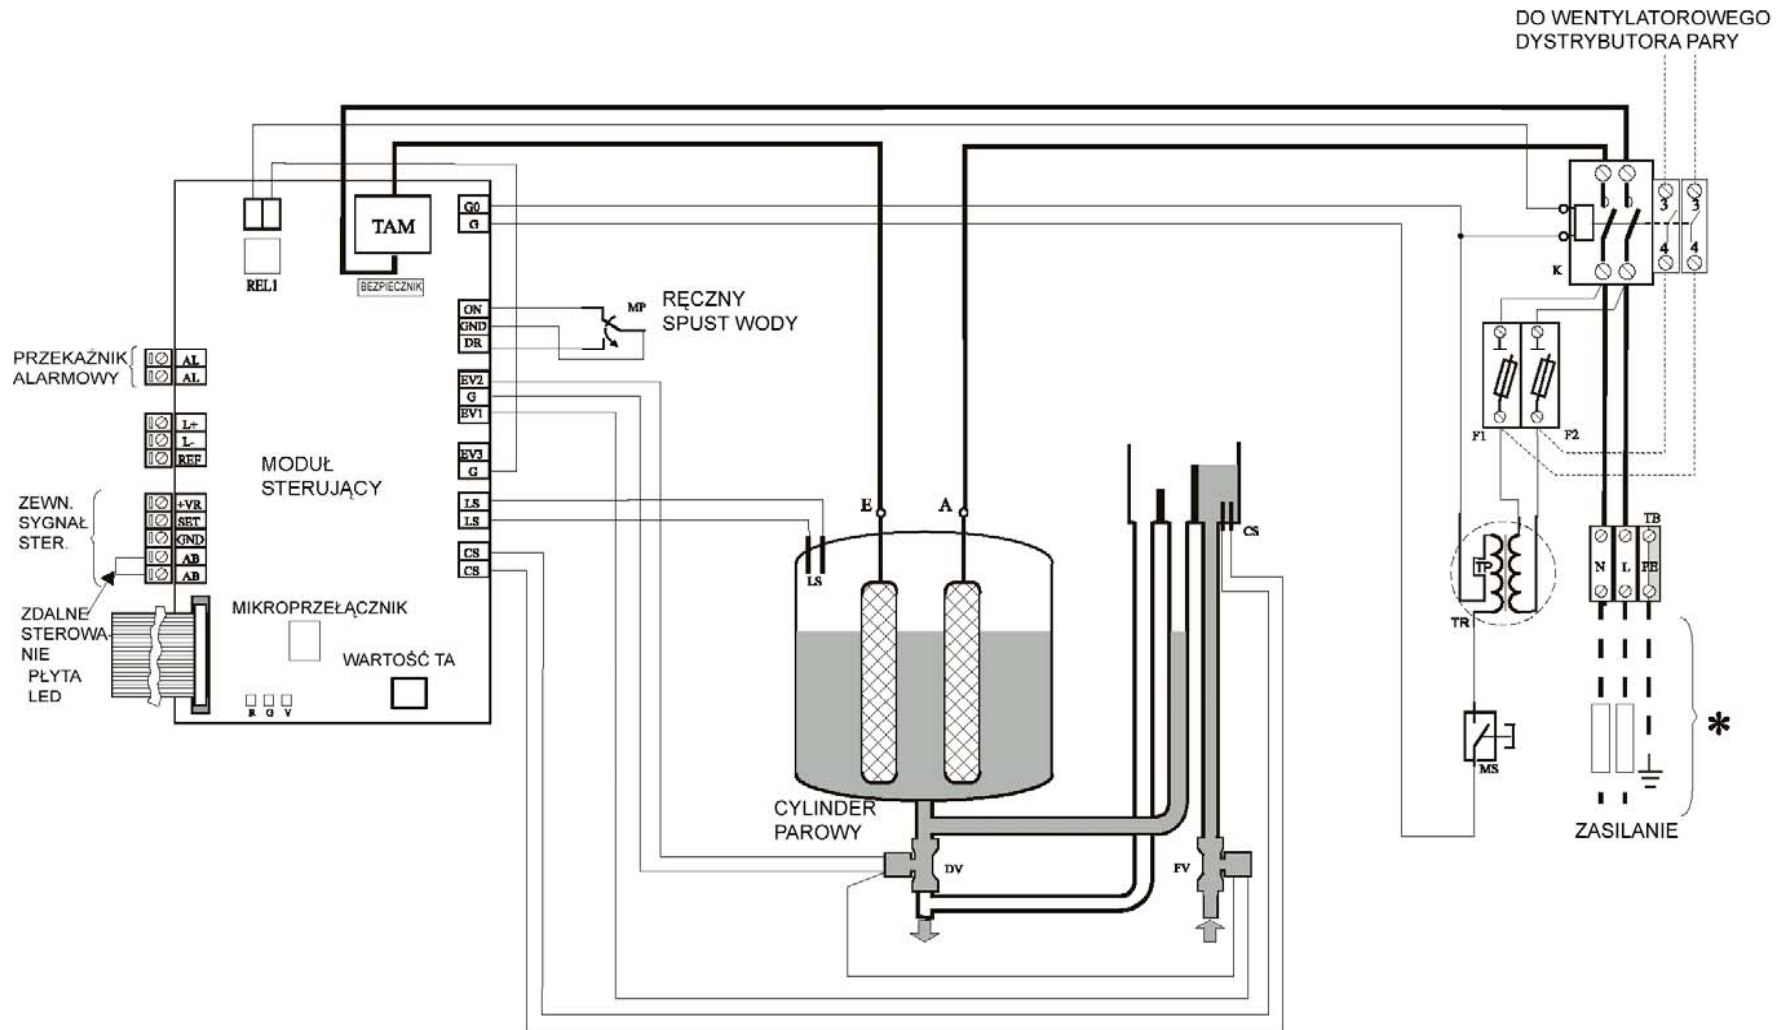 DO WENTYLATOROWEGO
DYSTRYBUTORA PARY
TAM
BEZPIECZNIK
REL1
G0
G
ON
GND
DR
MP
RĘCZNY
SPUST WODY
K
3
3
4
4
PRZEKAŹNIK
ALARMOWY
AL
AL
EV2
G
EV1
L+
L-
REF
EV3
G
F1
F2
MODUŁ
STERUJĄCY
ZEWN.
SYGNAŁ
STER.
+VR
SET
GND
AB
AB
LS
LS
CS
CS
E
A
LS
CS
TB
N
L
PE
TP
TR
ZDALNE
STEROWA-
NIE
PŁYTA
LED
MIKROPRZEŁĄCZNIK
WARTOŚĆ TA
R
G
V
MS
*
CYLINDER
PAROWY
ZASILANIE
DV
FV